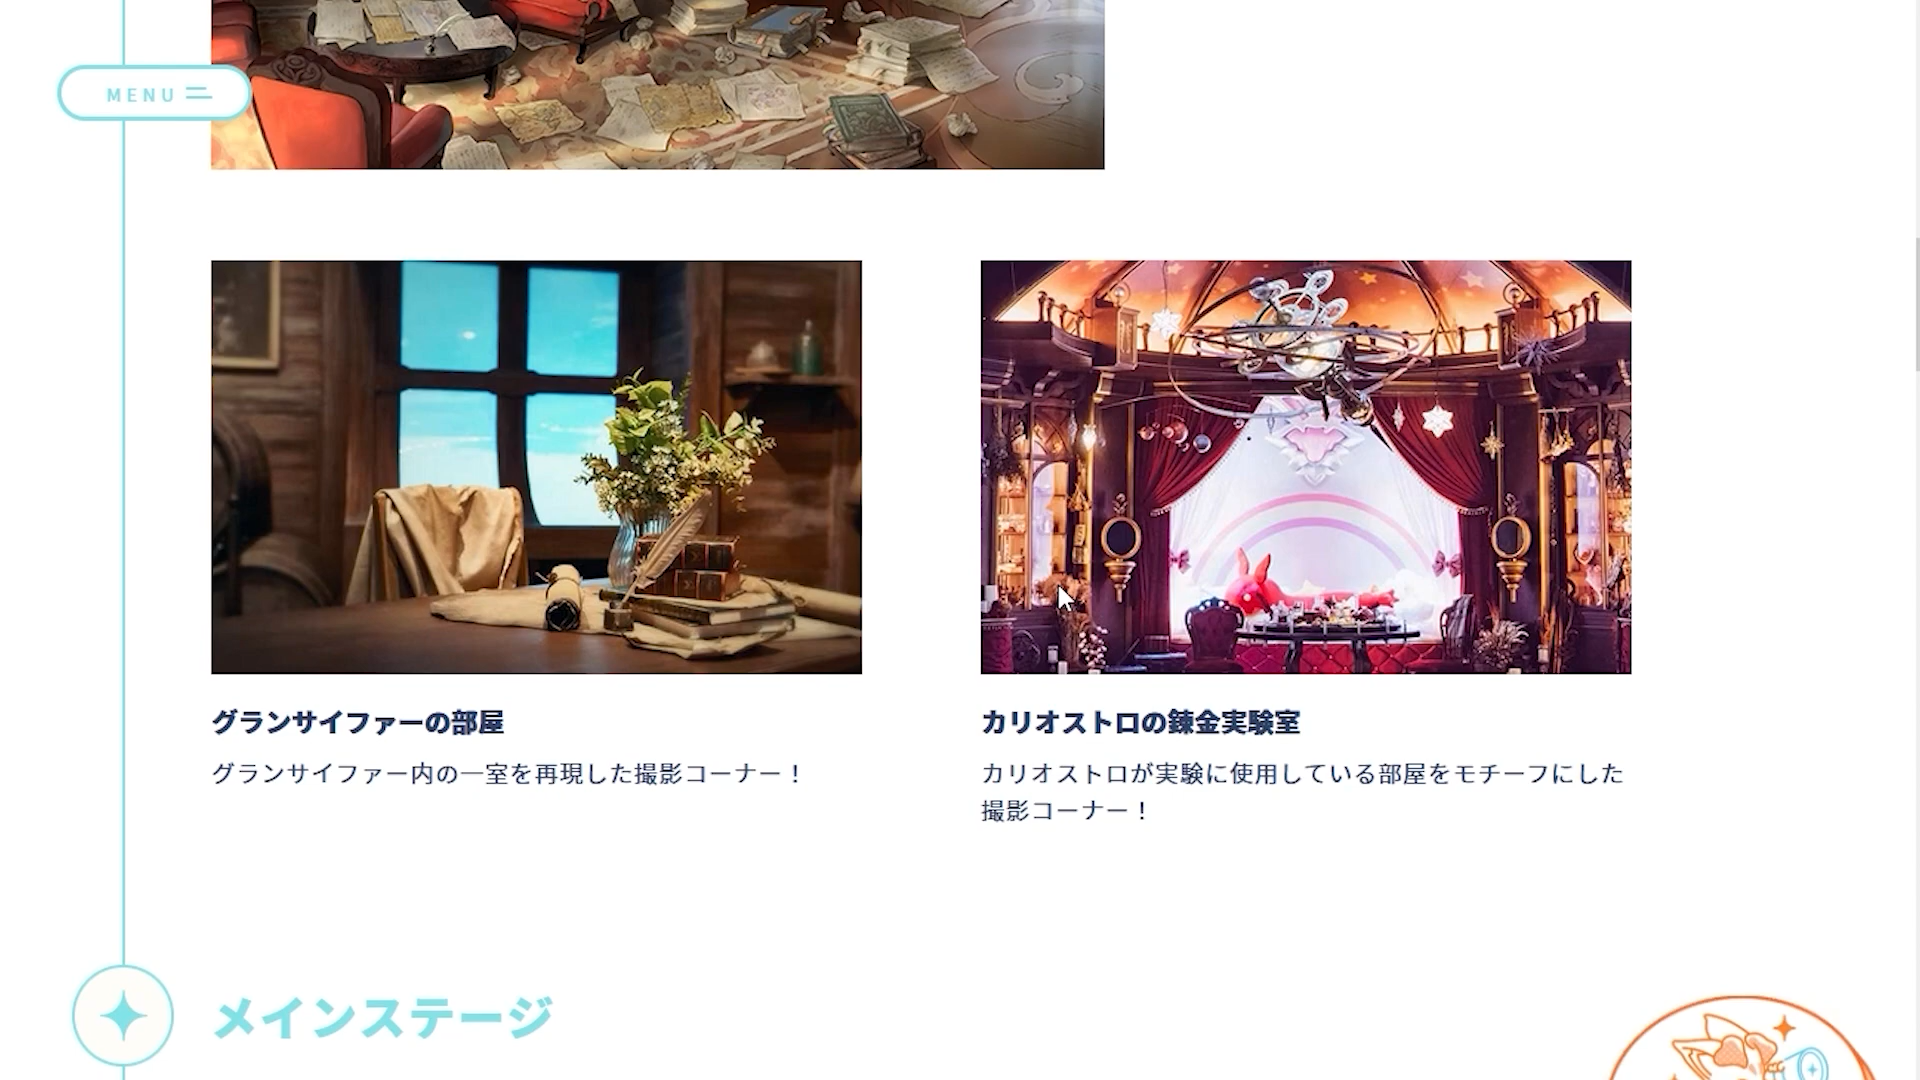 MENU
グランサイファーの部屋
グランサイファー内の一室を再現した撮影コーナー！
カリオストロの錬金実験室
カリオストロが実験に使用している部屋をモチーフにした
撮影コーナー！
メインステージ